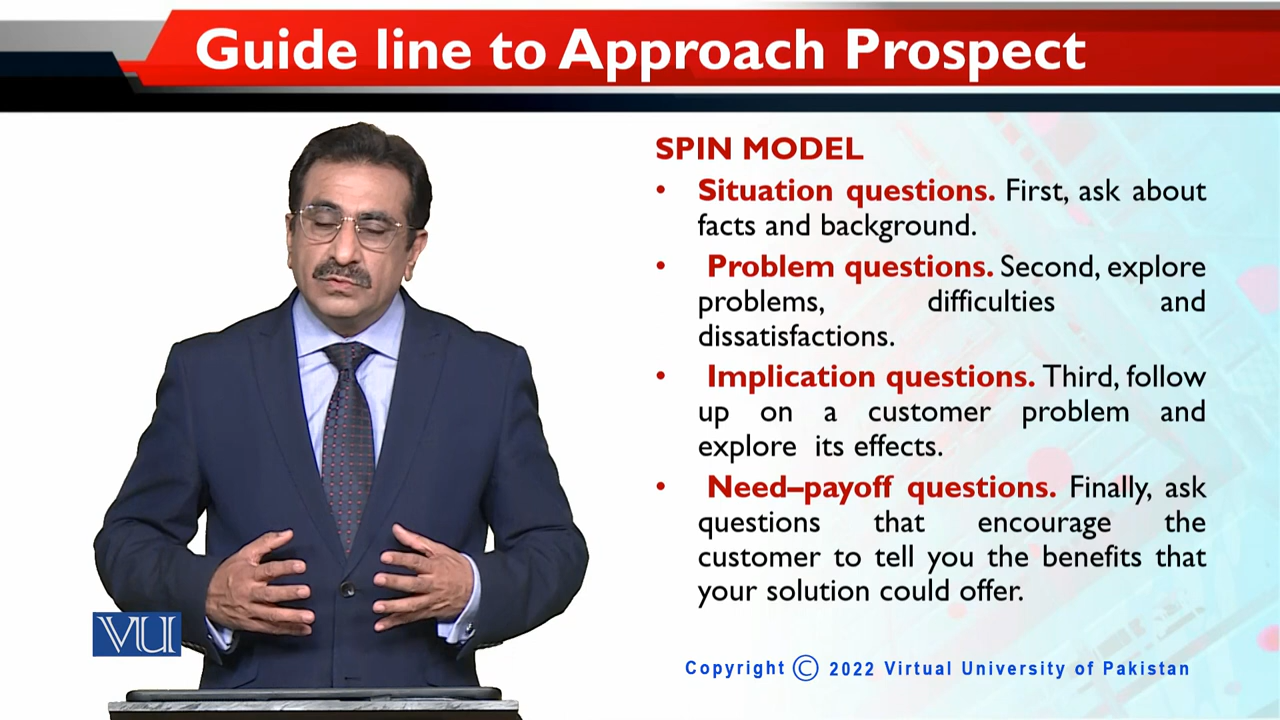 Guide line to Approach Prospect
SPIN MODEL
• Situation questions. First, ask about
facts and background.
• Problem questions. Second, explore
problems, difficulties and
dissatisfactions.
• Implication questions. Third, follow
up on a customer problem and
explore its effects.
• Need–payoff questions. Finally, ask
questions that encourage the
customer to tell you the benefits that
your solution could offer.
VU
Copyright © 2022 Virtual University of Pakistan